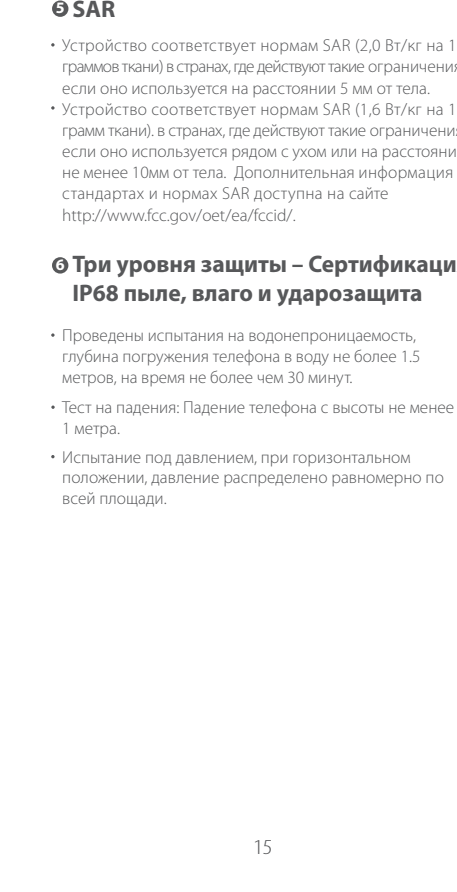 ❺ SAR
• Устройство соответствует нормам SAR (2,0 Вт/кг на 1
граммов ткани) в странах, где действуют такие ограничения
если оно используется на расстоянии 5 мм от тела.
• Устройство соответствует нормам SAR (1,6 Вт/кг на 1
грамм ткани). в странах, где действуют такие ограничения
если оно используется рядом с ухом или на расстояни
не менее 10мм от тела. Дополнительная информация
стандартах и нормах SAR доступна на сайте
http://www.fcc.gov/oet/ea/fccid/.
❻ Три уровня защиты – Сертификаци
IP68 пыле, влаго и ударозащита
• Проведены испытания на водонепроницаемость,
глубина погружения телефона в воду не более 1.5
метров, на время не более чем 30 минут.
• Тест на падения: Падение телефона с высоты не менее
1 метра.
• Испытание под давлением, при горизонтальном
положении, давление распределено равномерно по
всей площади.
15